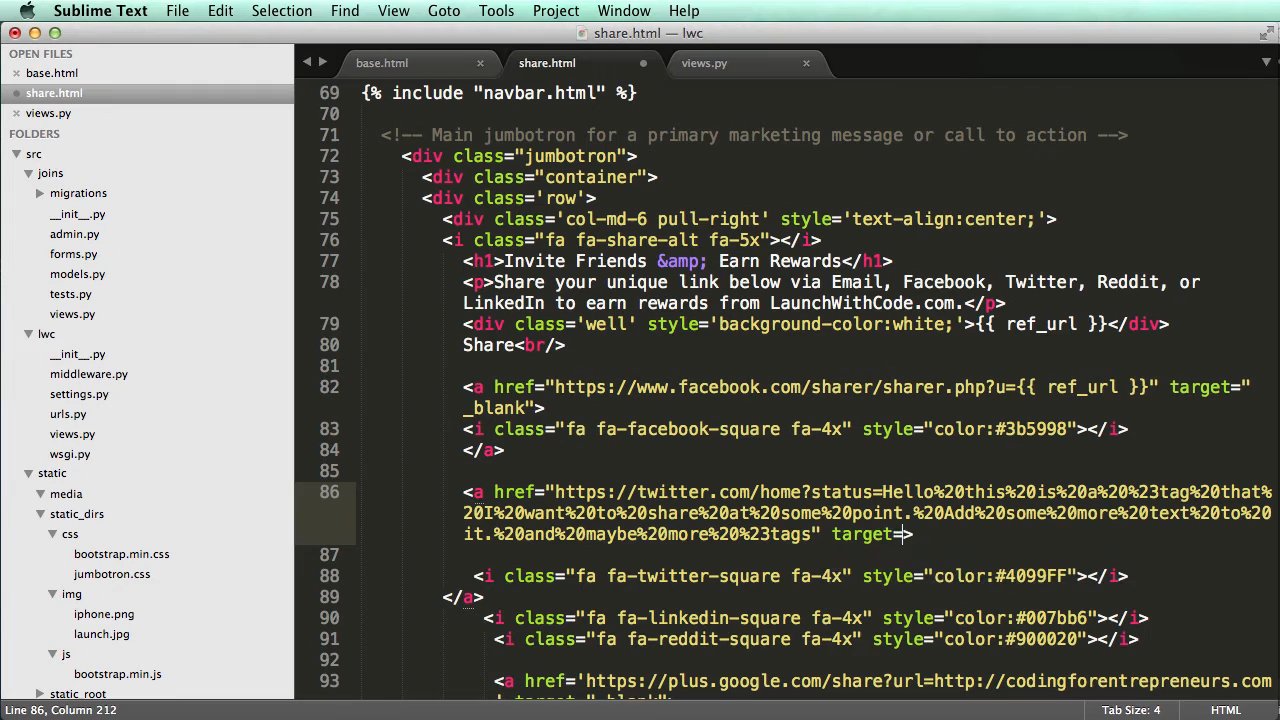 Sublime Text File Edit Selection Find View Goto Tools Project Window Help
share.html — lwc
OPEN FILES
base.html
share.html
views.py
FOLDERS
src
joins
migrations
__init__.py
admin.py
forms.py
models.py
tests.py
views.py
lwc
__init__.py
middleware.py
settings.py
urls.py
views.py
wsgi.py
static
media
static_dirs
css
bootstrap.min.css
jumbotron.css
img
iphone.png
launch.jpg
js
bootstrap.min.js
static_root
base.html share.html views.py
69 {% include "navbar.html" %}
70
71 <!-- Main jumbotron for a primary marketing message or call to action -->
72 <div class="jumbotron">
73 <div class="container">
74 <div class='row'>
75 <div class='col-md-6 pull-right' style='text-align:center;'>
76 <i class="fa fa-share-alt fa-5x"></i>
77 <h1>Invite Friends &amp; Earn Rewards</h1>
78 <p>Share your unique link below via Email, Facebook, Twitter, Reddit, or
LinkedIn to earn rewards from LaunchWithCode.com.</p>
79 <div class='well' style='background-color:white;'>{{ ref_url }}</div>
80 Share<br/>
81
82 <a href="https://www.facebook.com/sharer/sharer.php?u={{ ref_url }}" target="
_blank">
83 <i class="fa fa-facebook-square fa-4x" style="color:#3b5998"></i>
84 </a>
85
86 <a href="https://twitter.com/home?status=Hello%20this%20is%20a%20%23tag%20that%
20I%20want%20to%20share%20at%20some%20point.%20Add%20some%20more%20text%20to%20
it.%20and%20maybe%20more%20%23tags" target=>
87
88 <i class="fa fa-twitter-square fa-4x" style="color:#4099FF"></i>
89 </a>
90 <i class="fa fa-linkedin-square fa-4x" style="color:#007bb6"></i>
91 <i class="fa fa-reddit-square fa-4x" style="color:#900020"></i>
92
93 <a href='https://plus.google.com/share?url=http://codingforentrepreneurs.com
' target="_blank">
Line 86, Column 212 Tab Size: 4 HTML